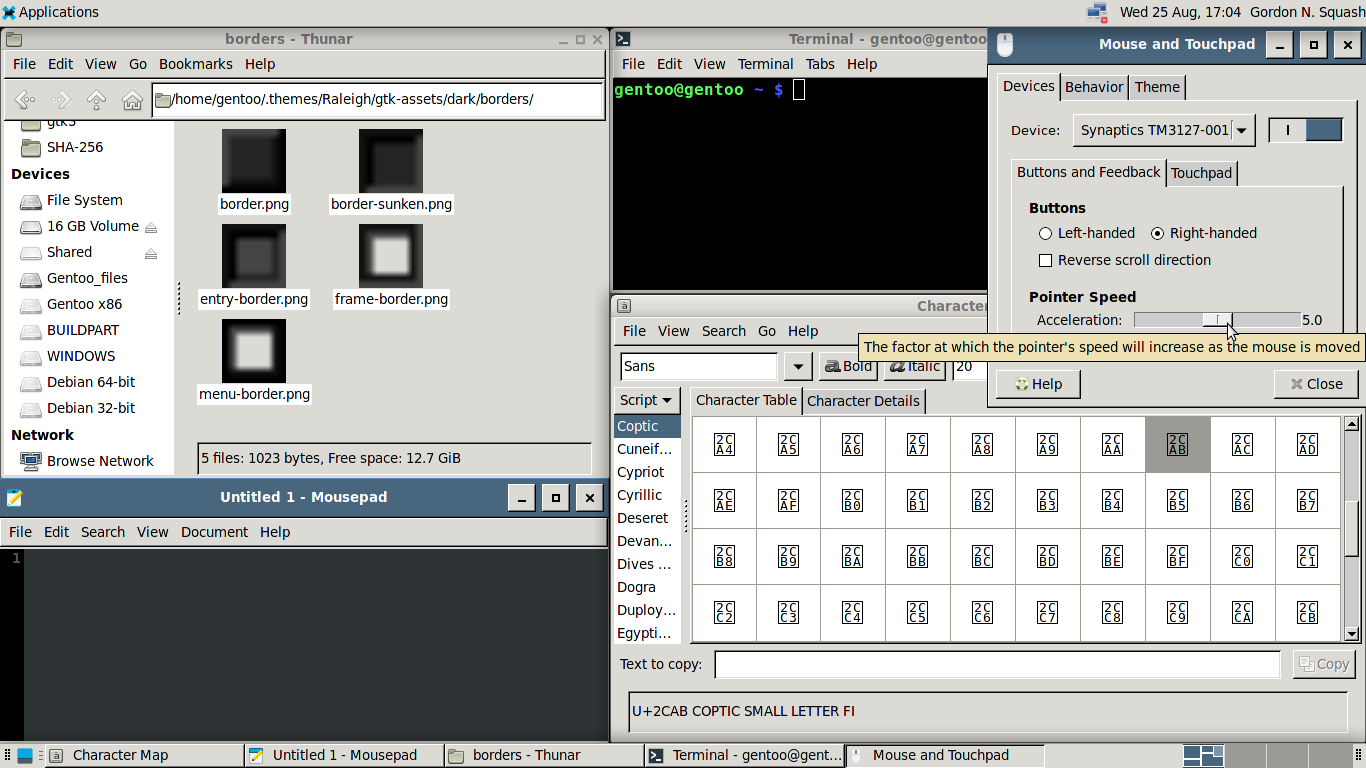 Applications
Wed 25 Aug, 17:04 Gordon N. Squash
borders - Thunar
File Edit View Go Bookmarks Help
/home/gentoo/.themes/Raleigh/gtk-assets/dark/borders/
gtk3
SHA-256
Devices
File System
16 GB Volume
Shared
Gentoo_files
Gentoo x86
BUILDPART
WINDOWS
Debian 64-bit
Debian 32-bit
Network
Browse Network
border.png
border-sunken.png
entry-border.png
frame-border.png
menu-border.png
5 files: 1023 bytes, Free space: 12.7 GiB
Untitled 1 - Mousepad
File Edit Search View Document Help
1
Terminal - gentoo@gentoo
File Edit View Terminal Tabs Help
gentoo@gentoo ~ $
Mouse and Touchpad
Devices Behavior Theme
Device: Synaptics TM3127-001
Buttons and Feedback Touchpad
Buttons
Left-handed Right-handed
Reverse scroll direction
Pointer Speed
Acceleration: 5.0
The factor at which the pointer's speed will increase as the mouse is moved
Help Close
Character
File View Search Go Help
Sans Bold Italic 20
Script
Character Table Character Details
Coptic
Cuneif...
Cypriot
Cyrillic
Deseret
Devan...
Dives ...
Dogra
Duploy...
Egypti...
2CA4 2CA5 2CA6 2CA7 2CA8 2CA9 2CAA 2CAB 2CAC 2CAD
2CAE 2CAF 2CB0 2CB1 2CB2 2CB3 2CB4 2CB5 2CB6 2CB7
2CB8 2CB9 2CBA 2CBB 2CBC 2CBD 2CBE 2CBF 2CC0 2CC1
2CC2 2CC3 2CC4 2CC5 2CC6 2CC7 2CC8 2CC9 2CCA 2CCB
Text to copy: Copy
U+2CAB COPTIC SMALL LETTER FI
Character Map
Untitled 1 - Mousepad
borders - Thunar
Terminal - gentoo@gent...
Mouse and Touchpad